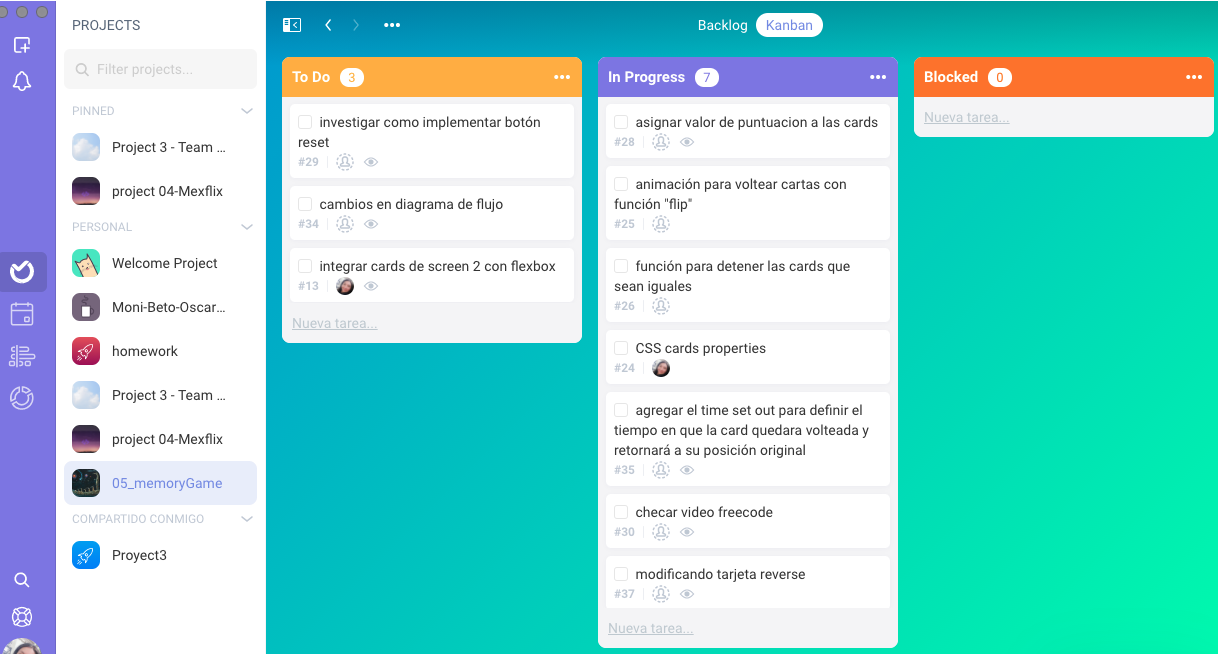 PROJECTS
Filter projects...
PINNED
Project 3 - Team ...
project 04-Mexflix
PERSONAL
Welcome Project
Moni-Beto-Oscar...
homework
Project 3 - Team ...
project 04-Mexflix
05_memoryGame
COMPARTIDO CONMIGO
Proyect3
Backlog Kanban
To Do 3
investigar como implementar botón
reset
#29
cambios en diagrama de flujo
#34
integrar cards de screen 2 con flexbox
#13
Nueva tarea...
In Progress 7
asignar valor de puntuacion a las cards
#28
animación para voltear cartas con
función "flip"
#25
función para detener las cards que
sean iguales
#26
CSS cards properties
#24
agregar el time set out para definir el
tiempo en que la card quedara volteada y
retornará a su posición original
#35
checar video freecode
#30
modificando tarjeta reverse
#37
Nueva tarea...
Blocked 0
Nueva tarea...